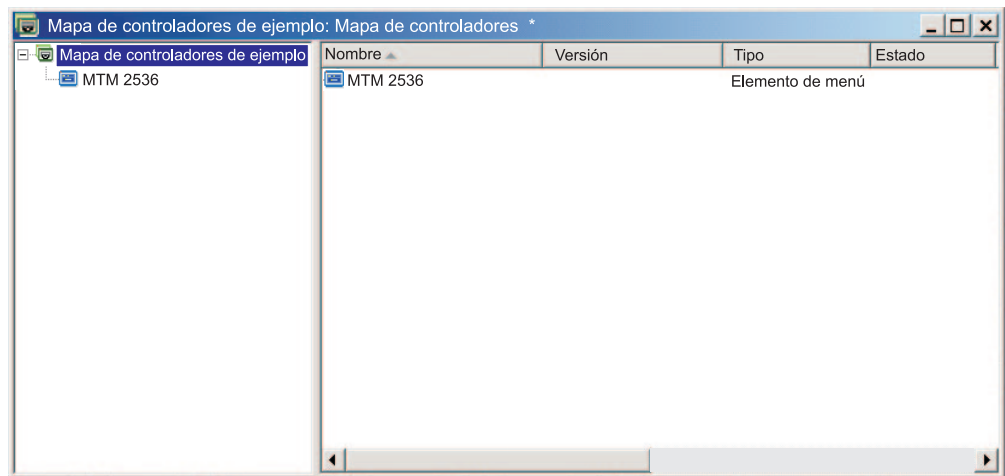 Mapa de controladores de ejemplo: Mapa de controladores *
Mapa de controladores de ejemplo
MTM 2536
Nombre Versión Tipo Estado
MTM 2536 Elemento de menú